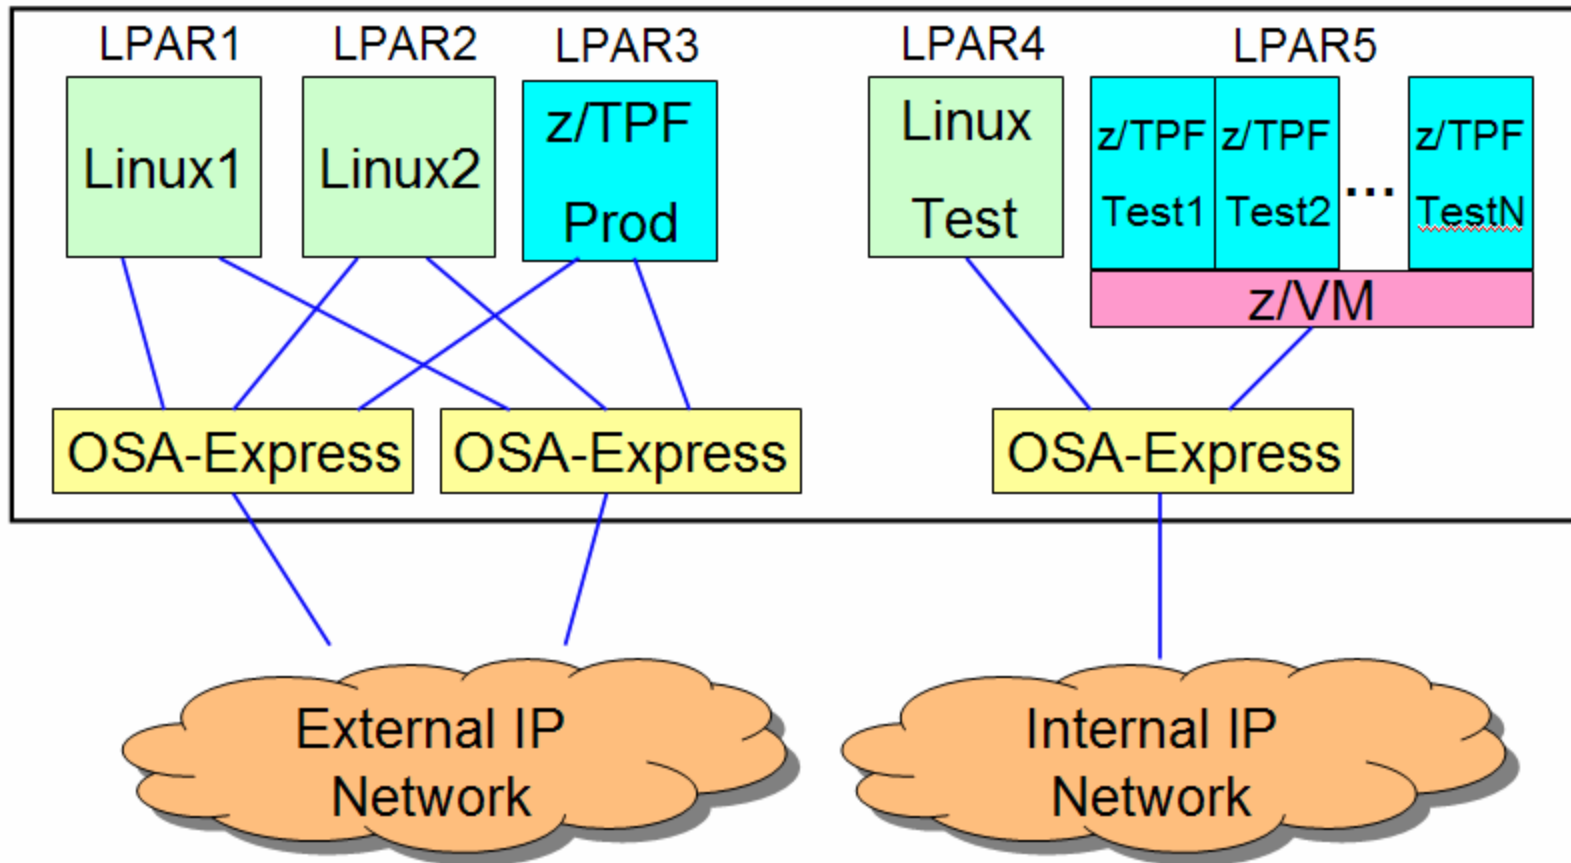 LPAR1 LPAR2 LPAR3 LPAR4 LPAR5
Linux1
Linux2
z/TPF
Prod
Linux
Test
z/TPF
Test1
z/TPF
Test2
...
z/TPF
TestN
z/VM
OSA-Express OSA-Express OSA-Express
External IP
Network
Internal IP
Network